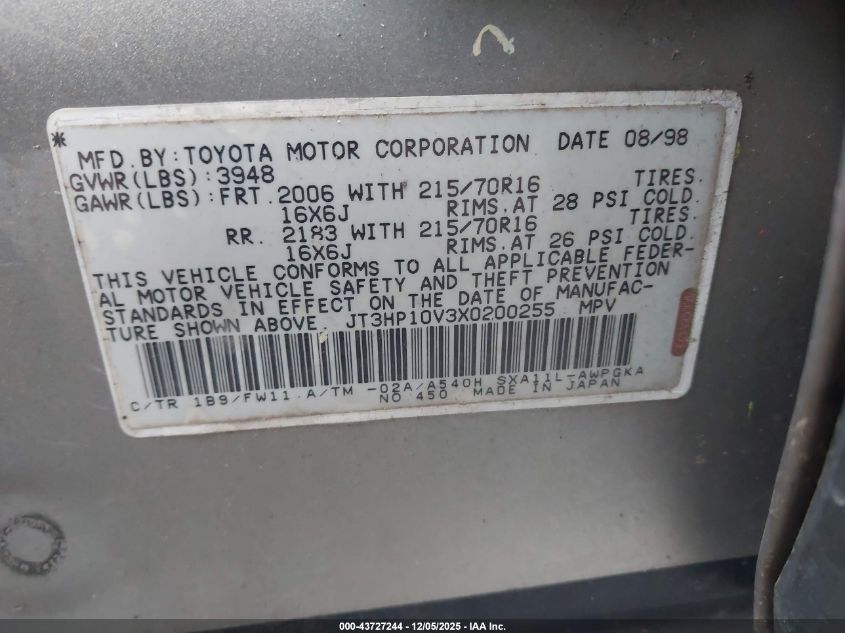 * MFD. BY: TOYOTA MOTOR CORPORATION DATE 08/98
GVWR(LBS): 3948
GAWR(LBS): FRT. 2006 WITH 215/70R16 TIRES.
16X6J RIMS. AT 28 PSI COLD.
RR. 2183 WITH 215/70R16 TIRES.
16X6J RIMS. AT 26 PSI COLD.
THIS VEHICLE CONFORMS TO ALL APPLICABLE FEDER-
AL MOTOR VEHICLE SAFETY AND THEFT PREVENTION
STANDARDS IN EFFECT ON THE DATE OF MANUFAC-
TURE SHOWN ABOVE. JT3HP10V3X0200255 MPV
TOYOTA
C/TR 1B9/FW11. A/TM -02A/A540H SXA11L-AWPGKA
NO 450 MADE IN JAPAN
000-43727244 - 12/05/2025 - IAA Inc.